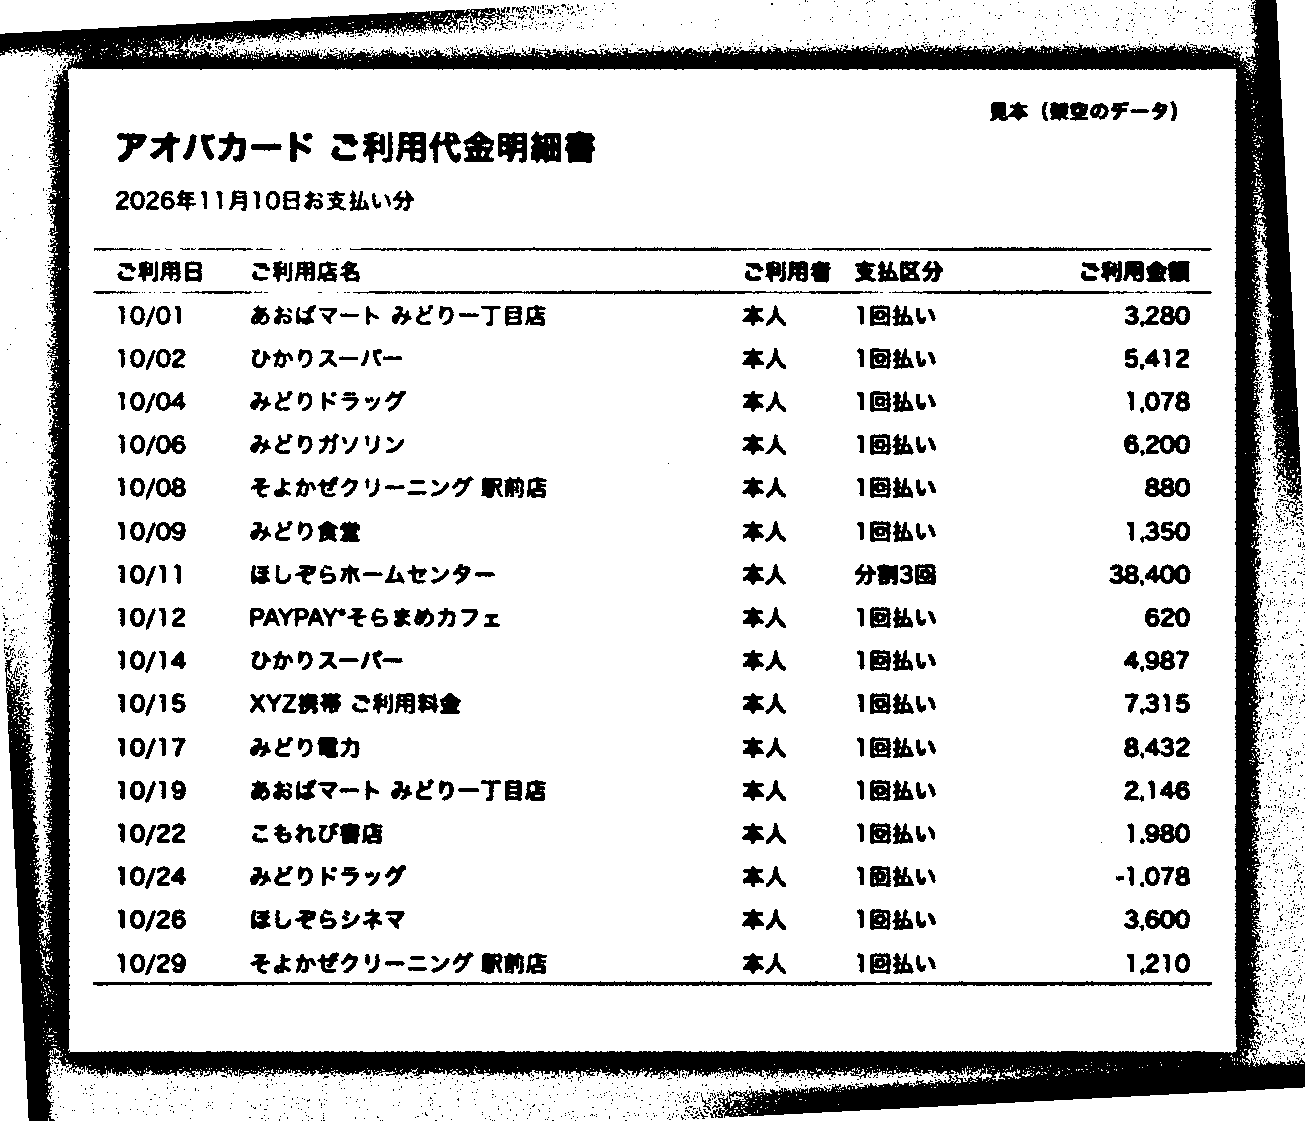 見本（架空のデータ）
アオバカード ご利用代金明細書
2026年11月10日お支払い分
ご利用日 ご利用店名 ご利用者 支払区分 ご利用金額
10/01 あおばマート みどり一丁目店 本人 1回払い 3,280
10/02 ひかりスーパー 本人 1回払い 5,412
10/04 みどりドラッグ 本人 1回払い 1,078
10/06 みどりガソリン 本人 1回払い 6,200
10/08 そよかぜクリーニング 駅前店 本人 1回払い 880
10/09 みどり食堂 本人 1回払い 1,350
10/11 ほしぞらホームセンター 本人 分割3回 38,400
10/12 PAYPAY*そらまめカフェ 本人 1回払い 620
10/14 ひかりスーパー 本人 1回払い 4,987
10/15 XYZ携帯 ご利用料金 本人 1回払い 7,315
10/17 みどり電力 本人 1回払い 8,432
10/19 あおばマート みどり一丁目店 本人 1回払い 2,146
10/22 こもれび書店 本人 1回払い 1,980
10/24 みどりドラッグ 本人 1回払い -1,078
10/26 ほしぞらシネマ 本人 1回払い 3,600
10/29 そよかぜクリーニング 駅前店 本人 1回払い 1,210